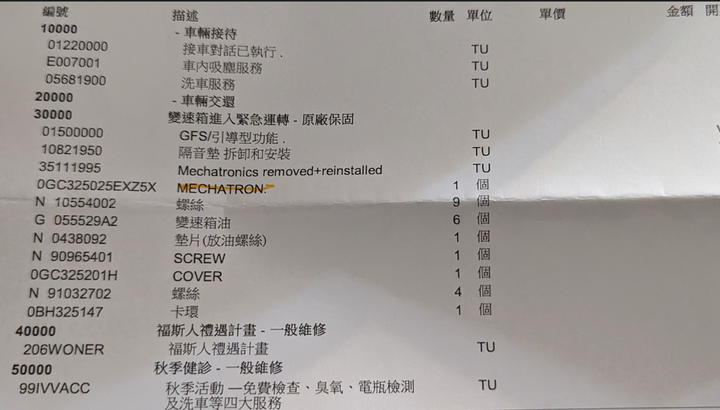 編號 描述 數量 單位 單價 金額 開
10000 - 車輛接待
01220000 接車對話已執行 . TU
E007001 車內吸塵服務 TU
05681900 洗車服務 TU
20000 - 車輛交還
30000 變速箱進入緊急運轉 - 原廠保固
01500000 GFS/引導型功能 . TU
10821950 隔音墊 拆卸和安裝 TU
35111995 Mechatronics removed+reinstalled TU
0GC325025EXZ5X MECHATRON. 1 個
N 10554002 螺絲 9 個
G 055529A2 變速箱油 6 個
N 0438092 墊片(放油螺絲) 1 個
N 90965401 SCREW 1 個
0GC325201H COVER 1 個
N 91032702 螺絲 4 個
0BH325147 卡環 1 個
40000 福斯人禮遇計畫 - 一般維修
206WONER 福斯人禮遇計畫 TU
50000 秋季健診 - 一般維修
99IVVACC 秋季活動 —免費檢查、臭氧、電瓶檢測 TU
及洗車等四大服務